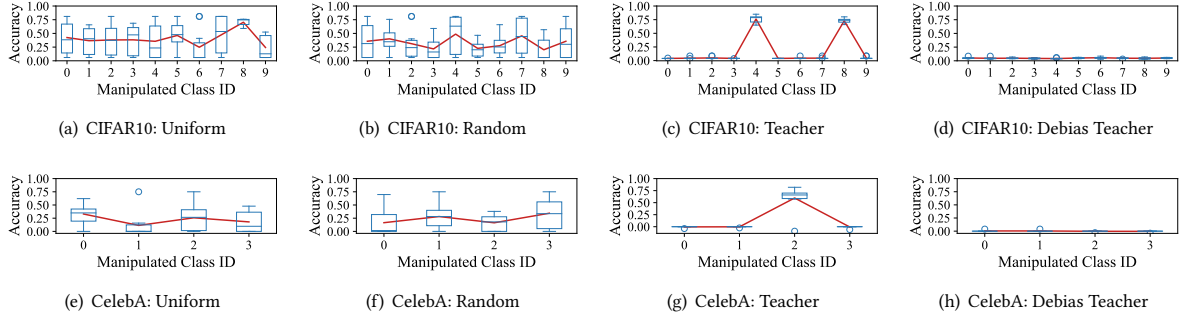 Accuracy
0.75
0.50
0.25
0.00
0 1 2 3 4 5 6 7 8 9
Manipulated Class ID
(a) CIFAR10: Uniform
Accuracy
0.75
0.50
0.25
0.00
0 1 2 3 4 5 6 7 8 9
Manipulated Class ID
(b) CIFAR10: Random
Accuracy
1.00
0.75
0.50
0.25
0.00
0 1 2 3 4 5 6 7 8 9
Manipulated Class ID
(c) CIFAR10: Teacher
Accuracy
1.00
0.75
0.50
0.25
0.00
0 1 2 3 4 5 6 7 8 9
Manipulated Class ID
(d) CIFAR10: Debias Teacher
Accuracy
1.00
0.75
0.50
0.25
0.00
0 1 2 3
Manipulated Class ID
(e) CelebA: Uniform
Accuracy
1.00
0.75
0.50
0.25
0.00
0 1 2 3
Manipulated Class ID
(f) CelebA: Random
Accuracy
1.00
0.75
0.50
0.25
0.00
0 1 2 3
Manipulated Class ID
(g) CelebA: Teacher
Accuracy
1.00
0.75
0.50
0.25
0.00
0 1 2 3
Manipulated Class ID
(h) CelebA: Debias Teacher